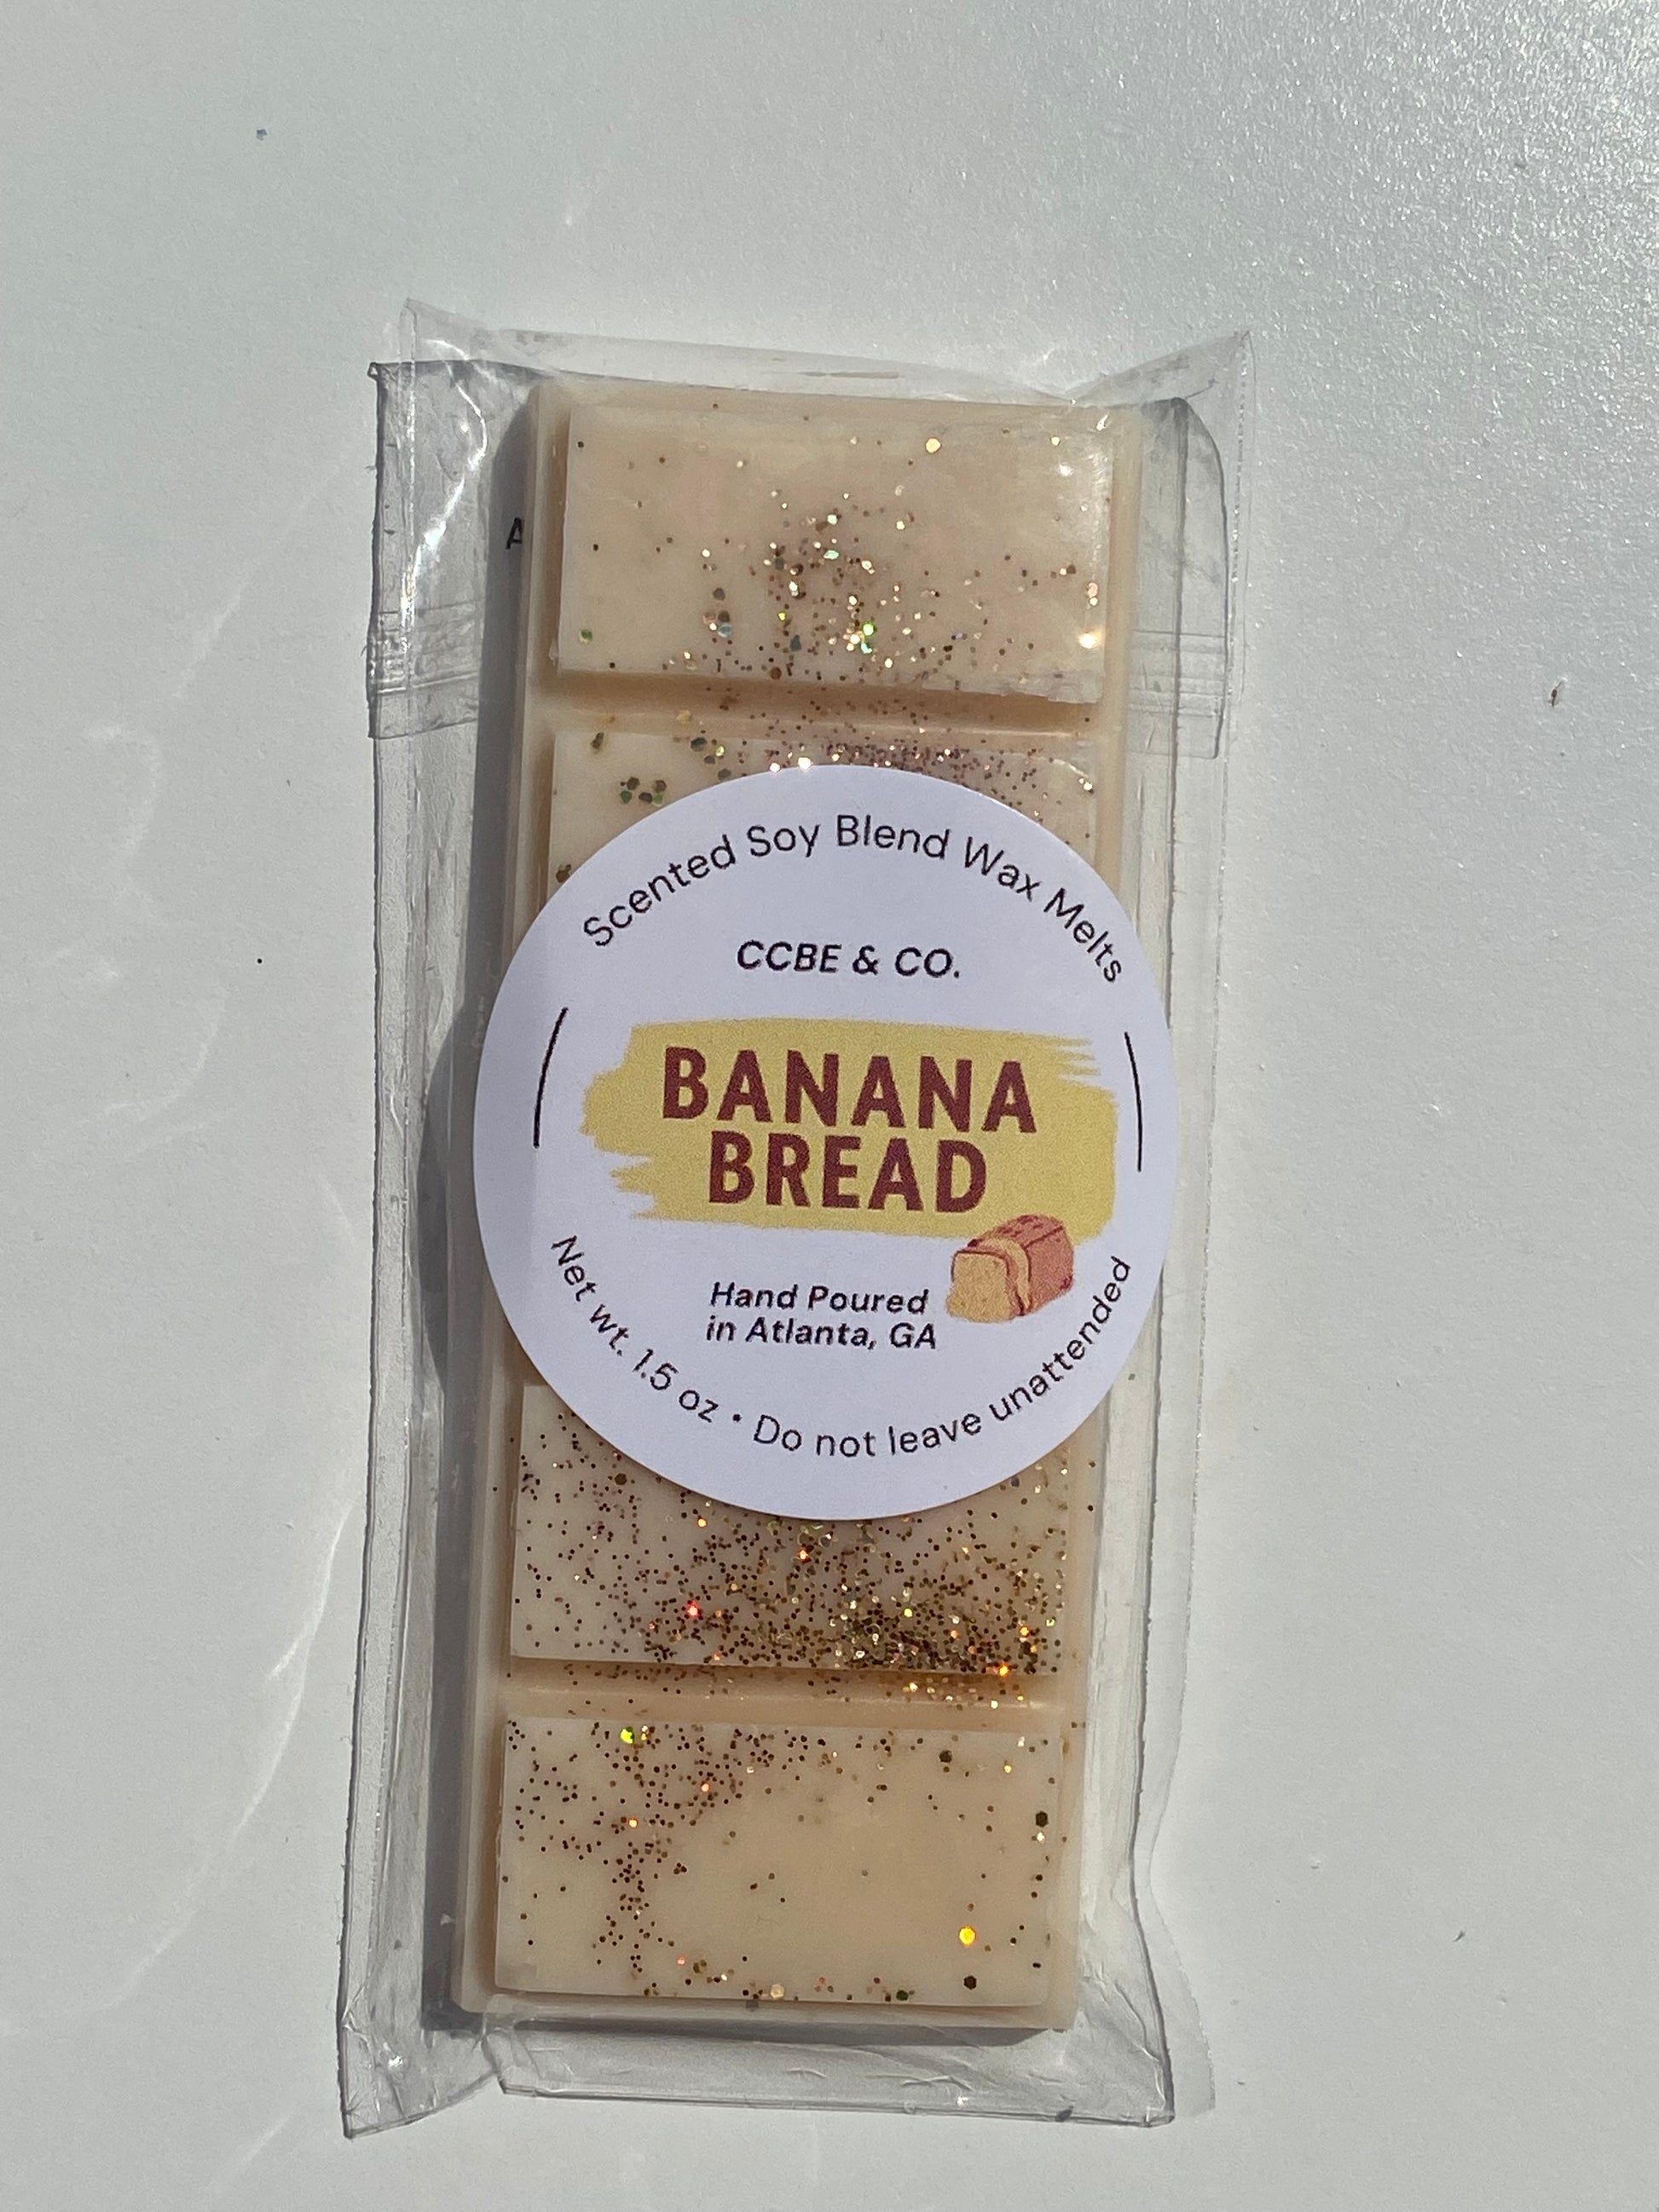 A
Scented Soy Blend Wax Melts
CCBE & CO.
BANANA
BREAD
Hand Poured
in Atlanta, GA
Net wt. 1.5 oz • Do not leave unattended